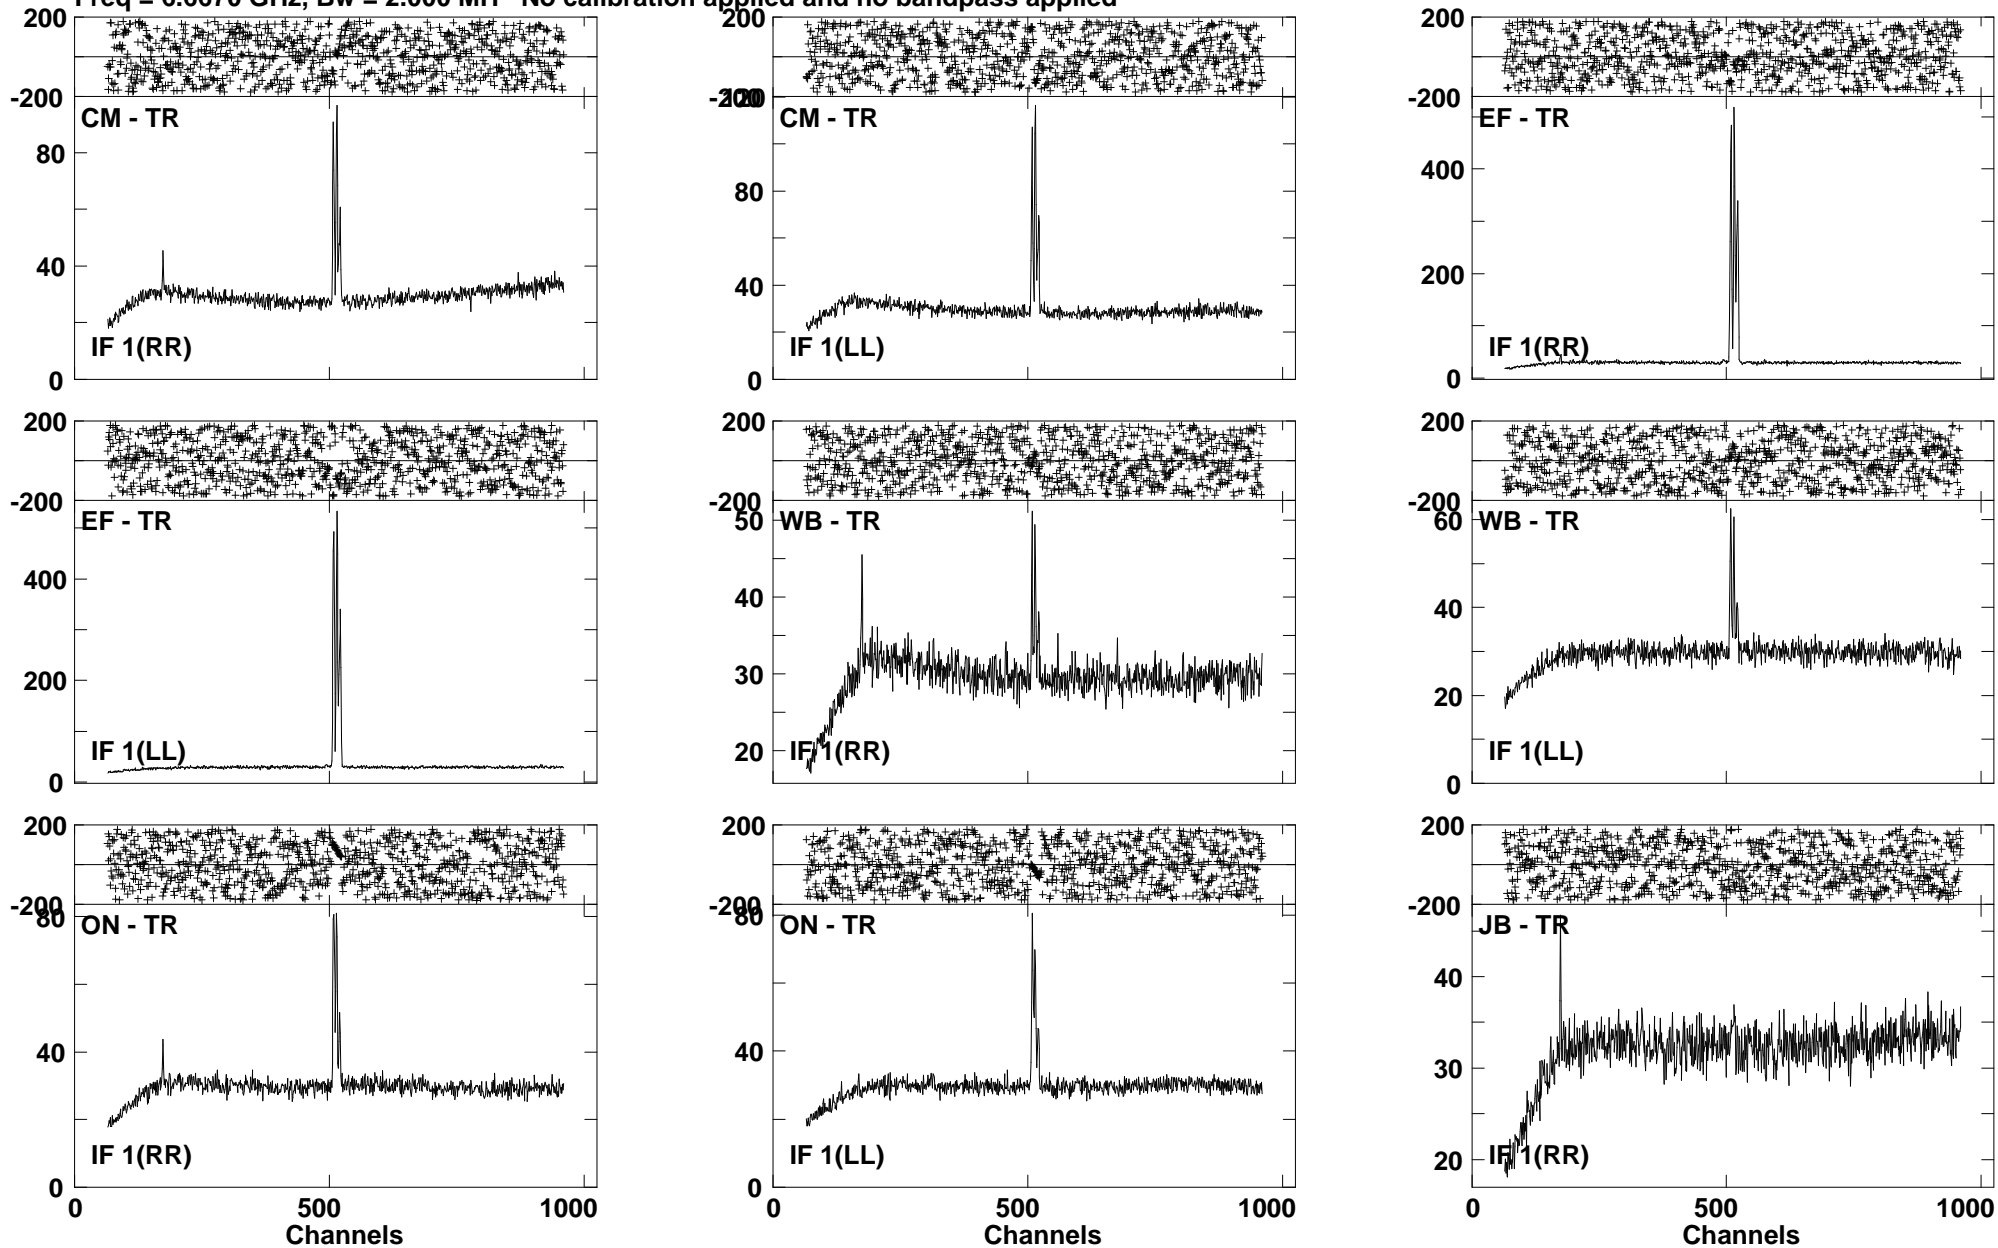 Freq = 6.6670 GHz, Bw = 2.000 MH No calibration applied and no bandpass applied
200 200 200
-200 -200 120 -200
CM - TR CM - TR EF - TR
80 80 400
40 40 200
IF 1(RR) IF 1(LL) IF 1(RR)
0 0 0
200 200 200
-200 -200 -200
EF - TR 50 WB - TR 60 WB - TR
400 40 40
200 30 20
IF 1(LL) 20 IF 1(RR) IF 1(LL)
0 0
200 200 200
-200 -200 -200
80 ON - TR 80 ON - TR JB - TR
40 40 40
30
IF 1(RR) IF 1(LL) 20 IF 1(RR)
0 0
0 500 1000 0 500 1000 0 500 1000
Channels Channels Channels